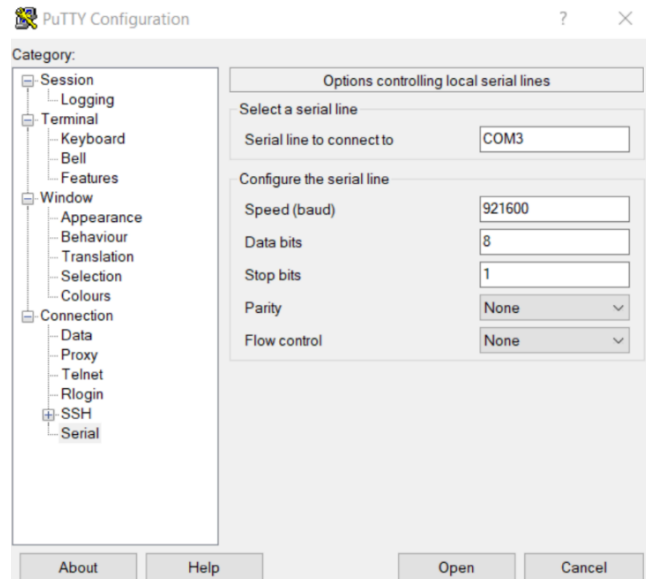 PuTTY Configuration ?
Category:
Session
Logging
Terminal
Keyboard
Bell
Features
Window
Appearance
Behaviour
Translation
Selection
Colours
Connection
Data
Proxy
Telnet
Rlogin
SSH
Serial
Options controlling local serial lines
Select a serial line
Serial line to connect to COM3
Configure the serial line
Speed (baud) 921600
Data bits 8
Stop bits 1
Parity None
Flow control None
About Help Open Cancel